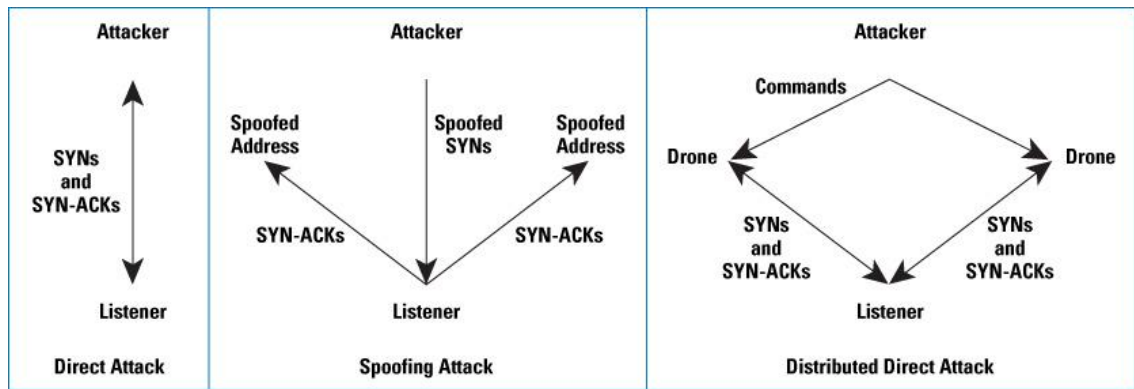 Attacker
SYNs
and
SYN-ACKs
Listener
Direct Attack
Attacker
Spoofed
Address
Spoofed
SYNs
Spoofed
Address
SYN-ACKs
SYN-ACKs
Listener
Spoofing Attack
Attacker
Commands
Drone
Drone
SYNs
and
SYN-ACKs
SYNs
and
SYN-ACKs
Listener
Distributed Direct Attack